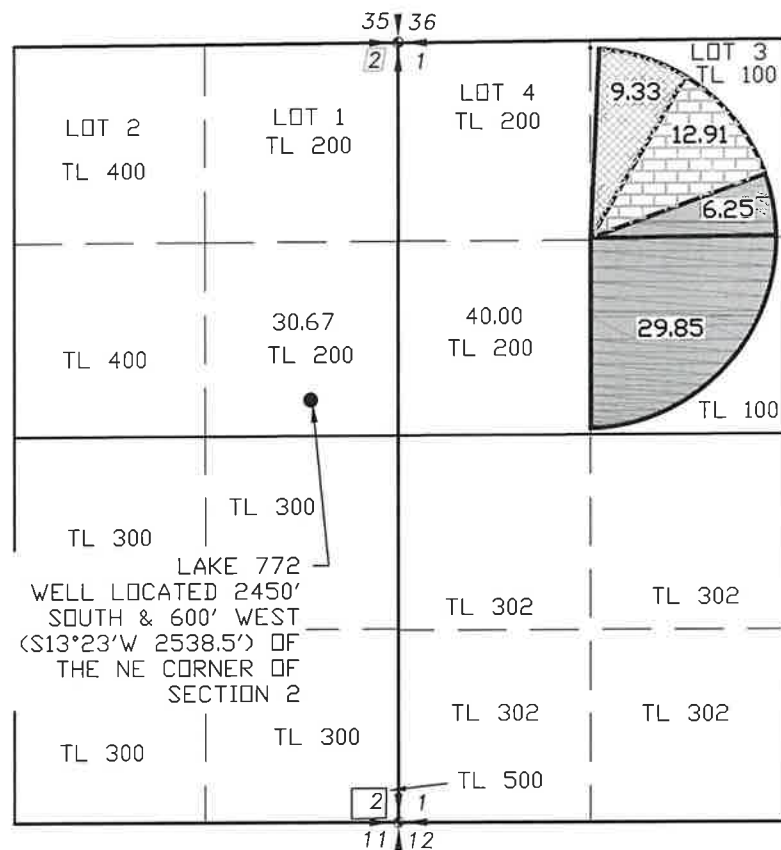 35 36
2 1
LOT 2
TL 400
LOT 1
TL 200
LOT 4
TL 200
LOT 3
TL 100
9.33
12.91
6.25
TL 400
30.67
TL 200
40.00
TL 200
29.85
TL 100
TL 300
TL 300
LAKE 772
WELL LOCATED 2450'
SOUTH & 600' WEST
(S13°23'W 2538.5') OF
THE NE CORNER OF
SECTION 2
TL 302
TL 302
TL 300
TL 300
TL 302
TL 302
TL 500
2 1
11 12